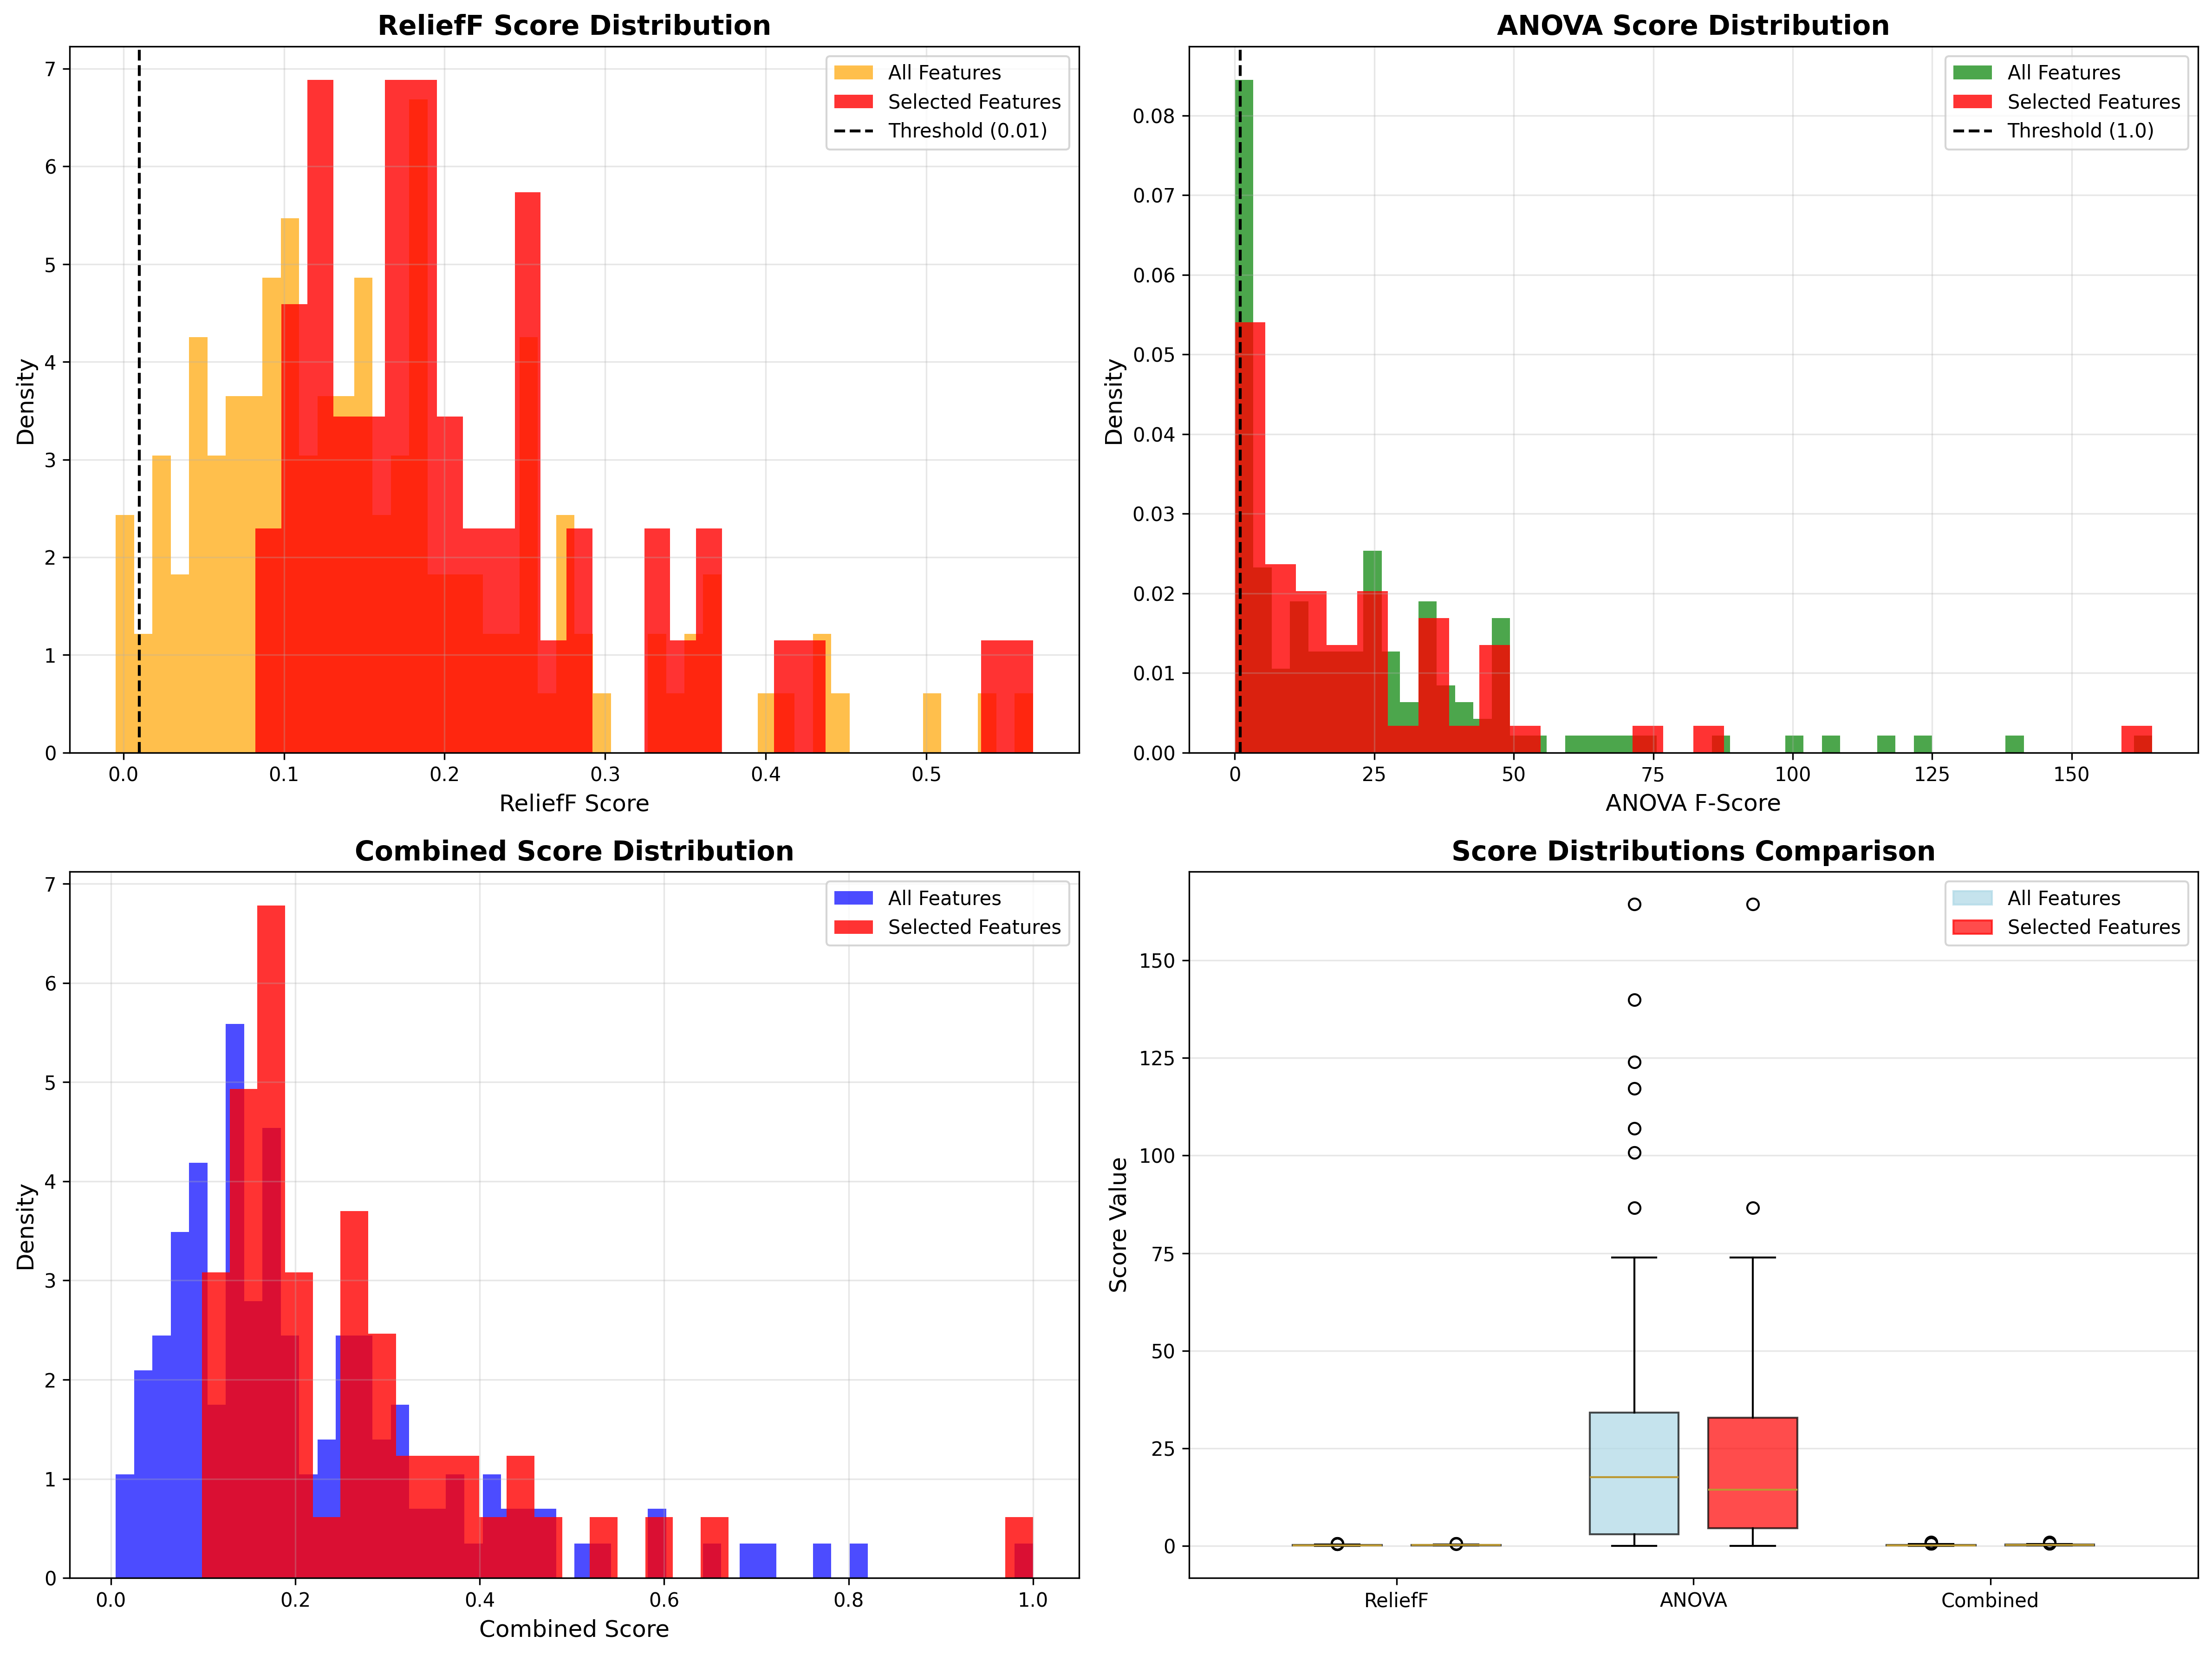 ReliefF Score Distribution
All Features
Selected Features
Threshold (0.01)
Density
7
6
5
4
3
2
1
0
0.0 0.1 0.2 0.3 0.4 0.5
ReliefF Score
ANOVA Score Distribution
All Features
Selected Features
Threshold (1.0)
Density
0.08
0.07
0.06
0.05
0.04
0.03
0.02
0.01
0.00
0 25 50 75 100 125 150
ANOVA F-Score
Combined Score Distribution
All Features
Selected Features
Density
7
6
5
4
3
2
1
0
0.0 0.2 0.4 0.6 0.8 1.0
Combined Score
Score Distributions Comparison
All Features
Selected Features
Score Value
150
125
100
75
50
25
0
ReliefF ANOVA Combined